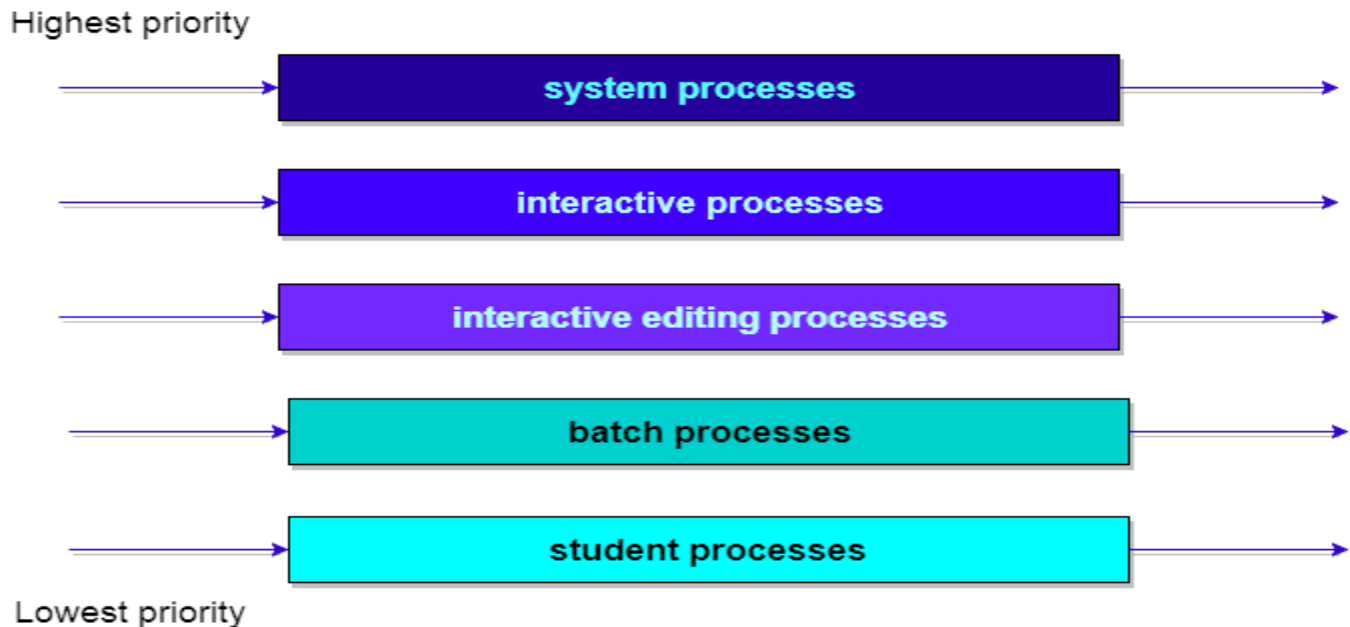 Highest priority
system processes
interactive processes
interactive editing processes
batch processes
student processes
Lowest priority